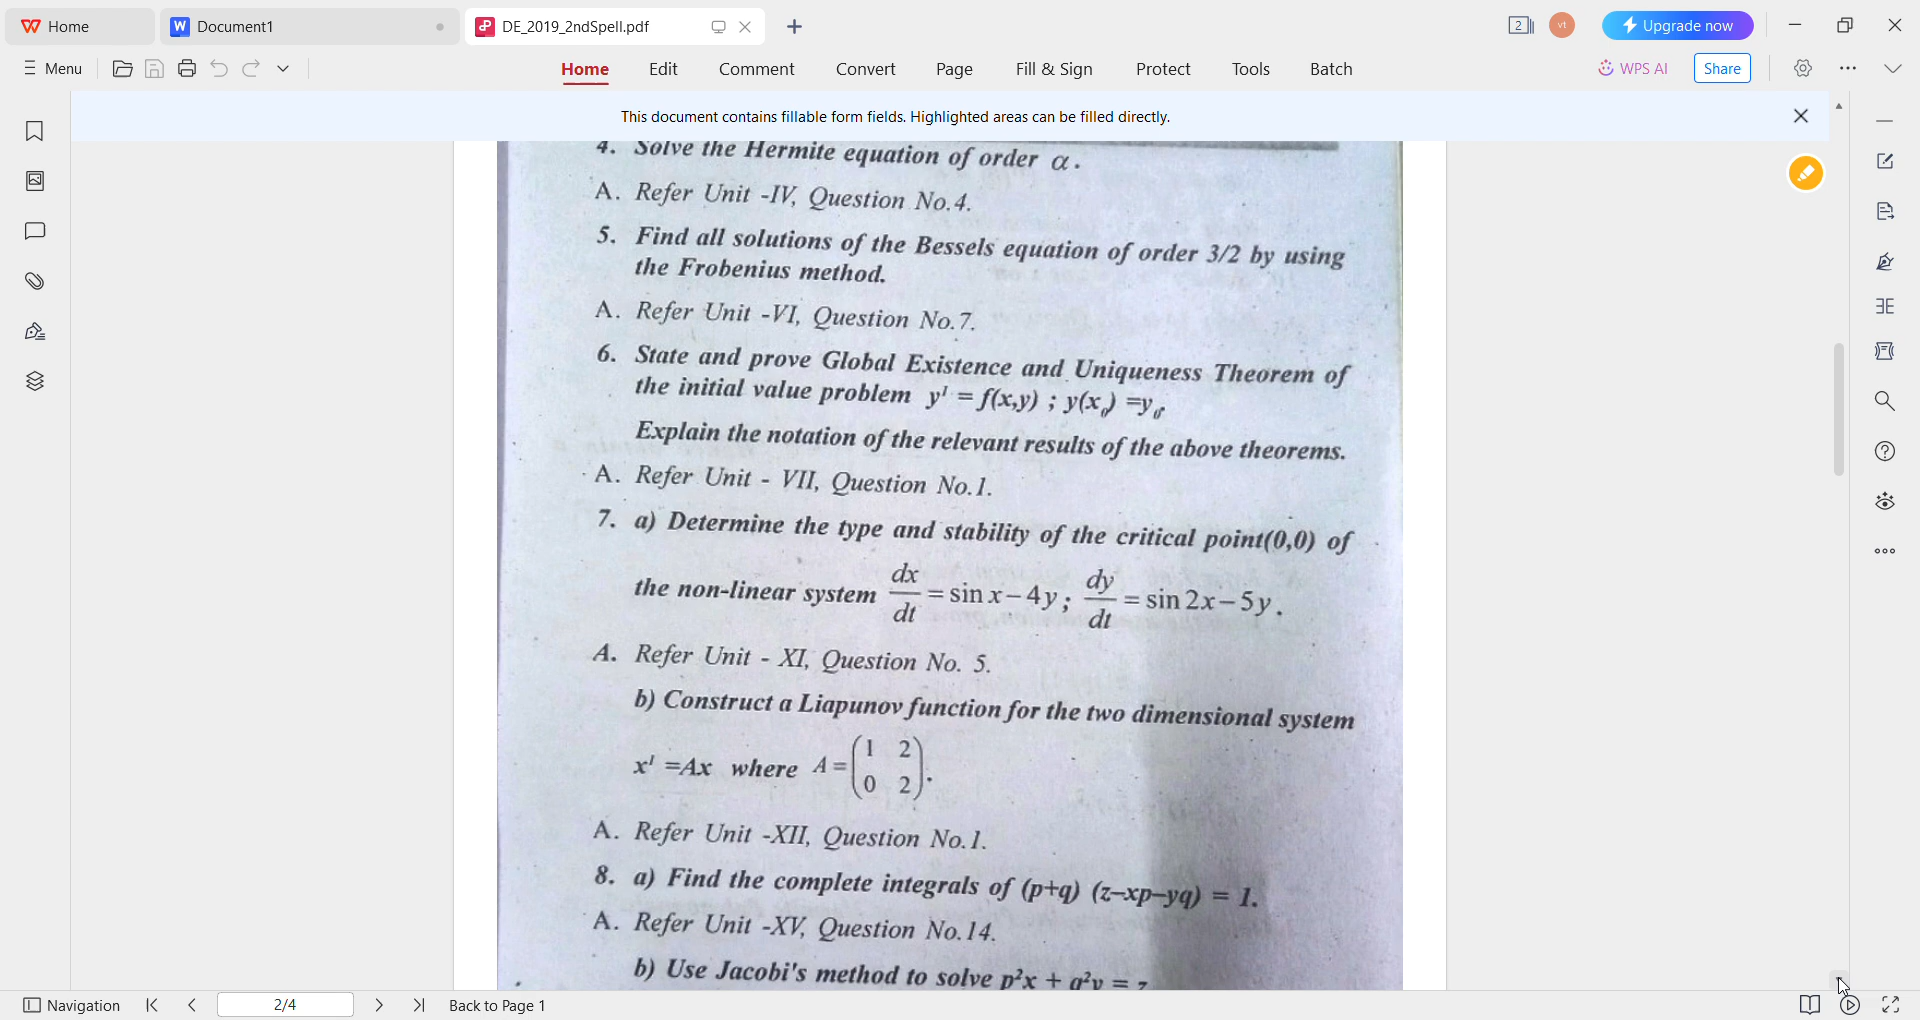 Home
Document1
DE_2019_2ndSpell.pdf
2
vt
Upgrade now
Menu
Home
Edit
Comment
Convert
Page
Fill & Sign
Protect
Tools
Batch
WPS AI
Share
This document contains fillable form fields. Highlighted areas can be filled directly.
4. Solve the Hermite equation of order α.
A. Refer Unit -IV, Question No.4.
5. Find all solutions of the Bessels equation of order 3/2 by using
the Frobenius method.
A. Refer Unit -VI, Question No.7.
6. State and prove Global Existence and Uniqueness Theorem of
the initial value problem y¹ = f(x,y) ; y(x₀) =y₀.
Explain the notation of the relevant results of the above theorems.
A. Refer Unit - VII, Question No.1.
7. a) Determine the type and stability of the critical point(0,0) of
the non-linear system dx/dt = sin x – 4y ; dy/dt = sin 2x – 5y .
A. Refer Unit - XI, Question No. 5.
b) Construct a Liapunov function for the two dimensional system
x¹ =Ax where A = (1 2
0 2).
A. Refer Unit -XII, Question No.1.
8. a) Find the complete integrals of (p+q) (z–xp–yq) = 1.
A. Refer Unit -XV, Question No.14.
b) Use Jacobi's method to solve p²x + q²y = z
Navigation
2/4
Back to Page 1